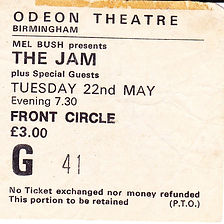 ODEON THEATRE
BIRMINGHAM
MEL BUSH presents
THE JAM
plus Special Guests
TUESDAY 22nd MAY
Evening 7.30
FRONT CIRCLE
£3.00
G 41
No Ticket exchanged nor money refunded
This portion to be retained (P.T.O.)